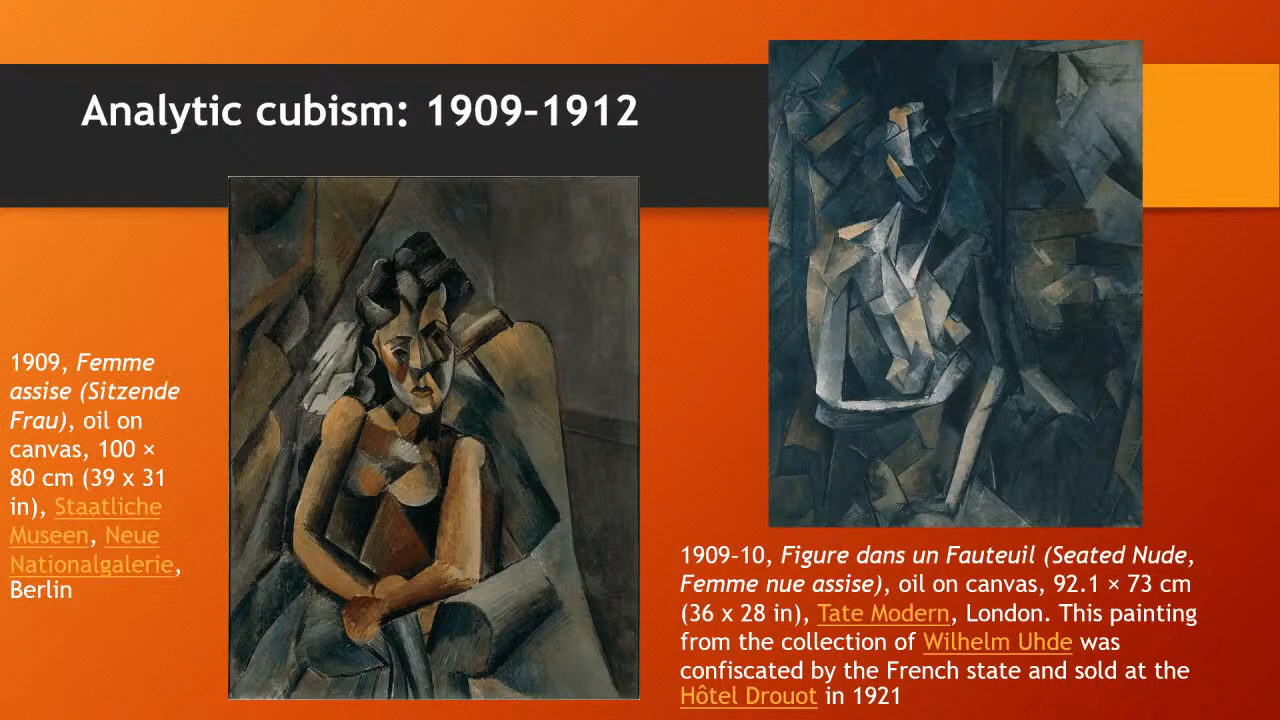 Analytic cubism: 1909–1912
1909, Femme
assise (Sitzende
Frau), oil on
canvas, 100 ×
80 cm (39 x 31
in), Staatliche
Museen, Neue
Nationalgalerie,
Berlin
1909–10, Figure dans un Fauteuil (Seated Nude,
Femme nue assise), oil on canvas, 92.1 × 73 cm
(36 x 28 in), Tate Modern, London. This painting
from the collection of Wilhelm Uhde was
confiscated by the French state and sold at the
Hôtel Drouot in 1921